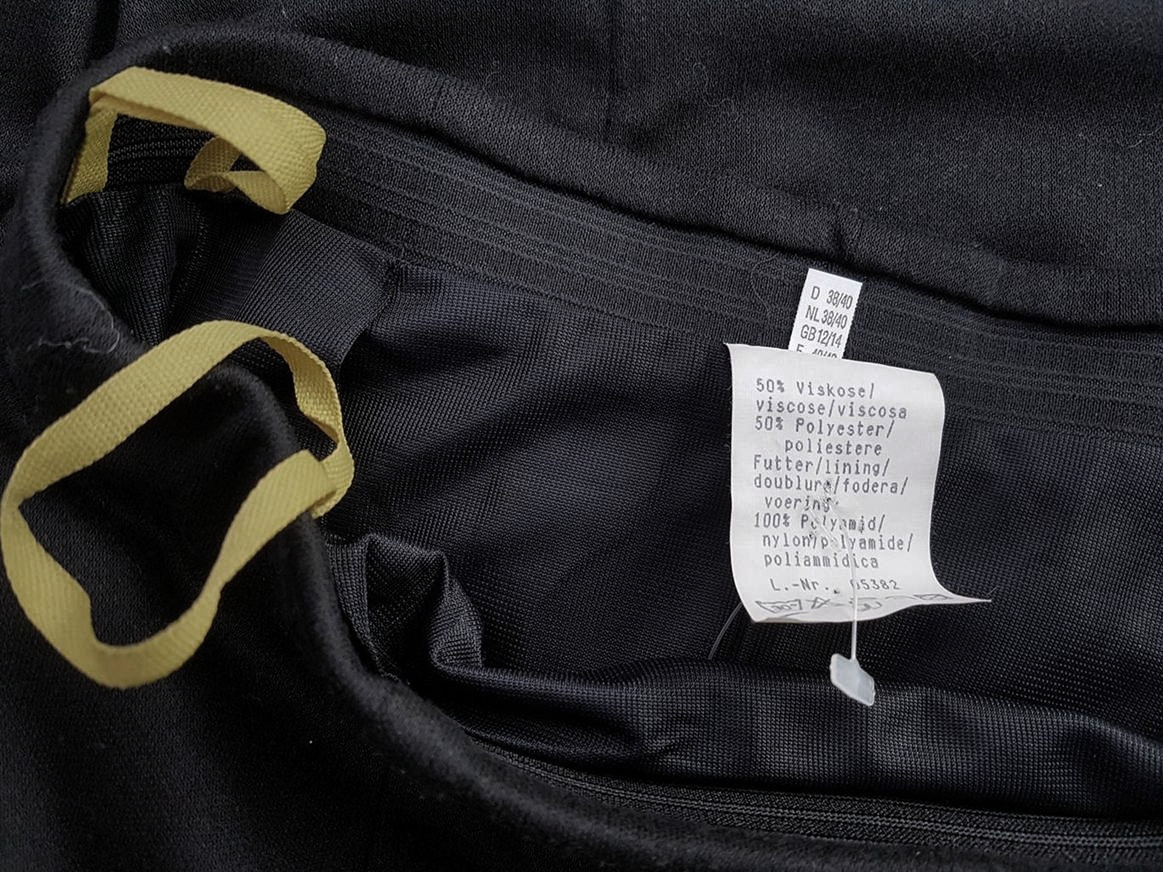 D 38/40
NL 38/40
GB 12/14
50% Viskose/
viscose/viscosa
50% Polyester/
poliestere
Futter/lining/
doublure/fodera/
voering
100% Polyamid/
nylon/polyamide/
poliammidica
L.-Nr.. 05382